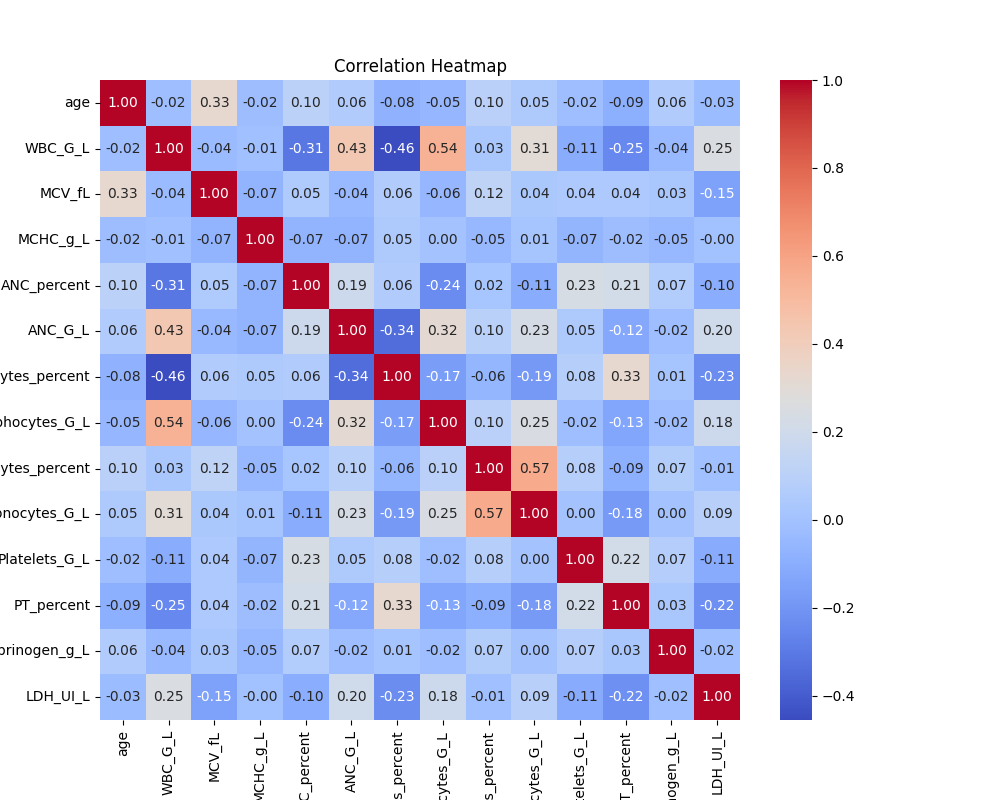 Correlation Heatmap
age 1.00 -0.02 0.33 -0.02 0.10 0.06 -0.08 -0.05 0.10 0.05 -0.02 -0.09 0.06 -0.03
WBC_G_L -0.02 1.00 -0.04 -0.01 -0.31 0.43 -0.46 0.54 0.03 0.31 -0.11 -0.25 -0.04 0.25
MCV_fL 0.33 -0.04 1.00 -0.07 0.05 -0.04 0.06 -0.06 0.12 0.04 0.04 0.04 0.03 -0.15
MCHC_g_L -0.02 -0.01 -0.07 1.00 -0.07 -0.07 0.05 0.00 -0.05 0.01 -0.07 -0.02 -0.05 -0.00
ANC_percent 0.10 -0.31 0.05 -0.07 1.00 0.19 0.06 -0.24 0.02 -0.11 0.23 0.21 0.07 -0.10
ANC_G_L 0.06 0.43 -0.04 -0.07 0.19 1.00 -0.34 0.32 0.10 0.23 0.05 -0.12 -0.02 0.20
ytes_percent -0.08 -0.46 0.06 0.05 0.06 -0.34 1.00 -0.17 -0.06 -0.19 0.08 0.33 0.01 -0.23
hocytes_G_L -0.05 0.54 -0.06 0.00 -0.24 0.32 -0.17 1.00 0.10 0.25 -0.02 -0.13 -0.02 0.18
ytes_percent 0.10 0.03 0.12 -0.05 0.02 0.10 -0.06 0.10 1.00 0.57 0.08 -0.09 0.07 -0.01
nocytes_G_L 0.05 0.31 0.04 0.01 -0.11 0.23 -0.19 0.25 0.57 1.00 0.00 -0.18 0.00 0.09
Platelets_G_L -0.02 -0.11 0.04 -0.07 0.23 0.05 0.08 -0.02 0.08 0.00 1.00 0.22 0.07 -0.11
PT_percent -0.09 -0.25 0.04 -0.02 0.21 -0.12 0.33 -0.13 -0.09 -0.18 0.22 1.00 0.03 -0.22
brinogen_g_L 0.06 -0.04 0.03 -0.05 0.07 -0.02 0.01 -0.02 0.07 0.00 0.07 0.03 1.00 -0.02
LDH_UI_L -0.03 0.25 -0.15 -0.00 -0.10 0.20 -0.23 0.18 -0.01 0.09 -0.11 -0.22 -0.02 1.00
age
WBC_G_L
MCV_fL
MCHC_g_L
C_percent
ANC_G_L
s_percent
cytes_G_L
s_percent
cytes_G_L
elets_G_L
T_percent
nogen_g_L
LDH_UI_L
1.0
0.8
0.6
0.4
0.2
0.0
−0.2
−0.4